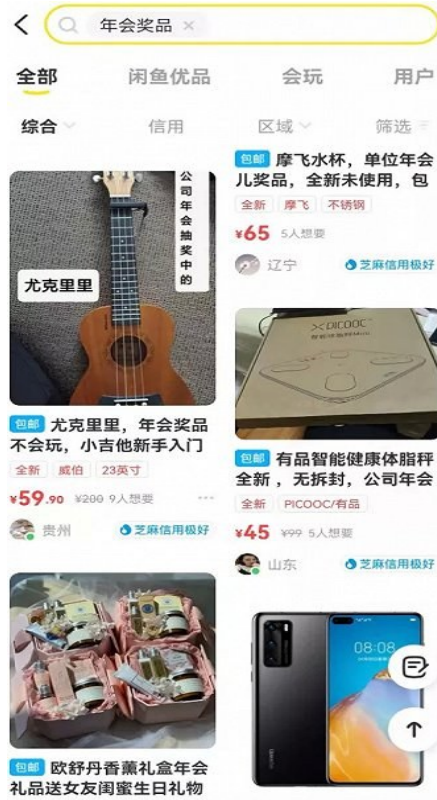 年会奖品 ×
全部 闲鱼优品 会玩 用户
综合 信用 区域 筛选
公司年会抽奖中的
尤克里里
包邮 尤克里里，年会奖品
不会玩，小吉他新手入门
全新 威伯 23英寸
¥59.90 ¥200 9人想要
贵州 芝麻信用极好
包邮 欧舒丹香薰礼盒年会
礼品送女友闺蜜生日礼物
包邮 摩飞水杯，单位年会
儿奖品，全新未使用，包
全新 摩飞 不锈钢
¥65 5人想要
辽宁 芝麻信用极好
PICOOC
包邮 有品智能健康体脂秤
全新，无拆封，公司年会
全新 PICOOC/有品
¥45 ¥99 5人想要
山东 芝麻信用极好
08:08
HUAWEI